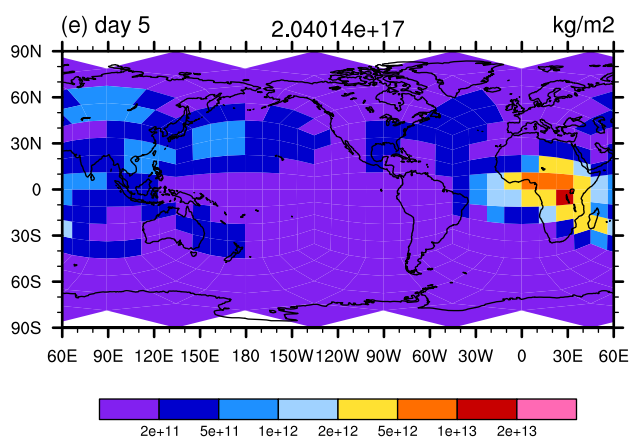 (e) day 5 2.04014e+17 kg/m2
90N
60N
30N
0
30S
60S
90S
60E 90E 120E 150E 180 150W 120W 90W 60W 30W 0 30E 60E
2e+11 5e+11 1e+12 2e+12 5e+12 1e+13 2e+13